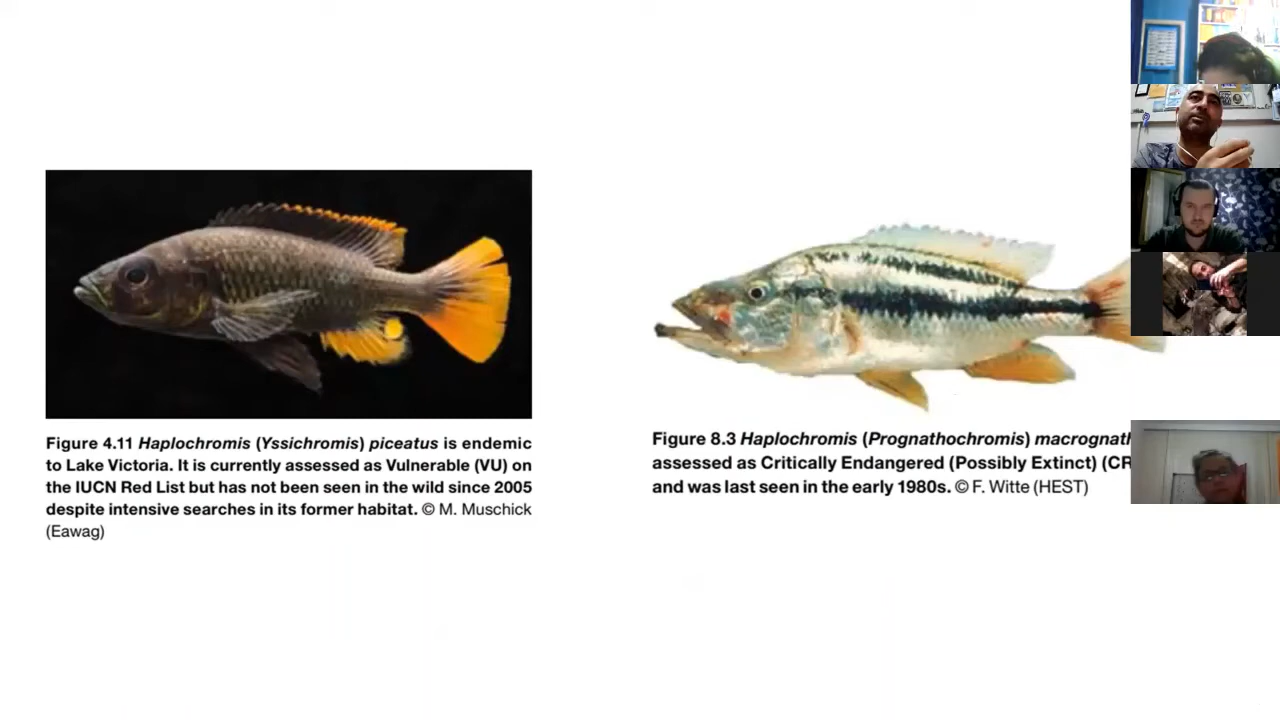 Figure 4.11 Haplochromis (Yssichromis) piceatus is endemic
to Lake Victoria. It is currently assessed as Vulnerable (VU) on
the IUCN Red List but has not been seen in the wild since 2005
despite intensive searches in its former habitat. © M. Muschick
(Eawag)
Figure 8.3 Haplochromis (Prognathochromis) macrognath
assessed as Critically Endangered (Possibly Extinct) (CR
and was last seen in the early 1980s. © F. Witte (HEST)